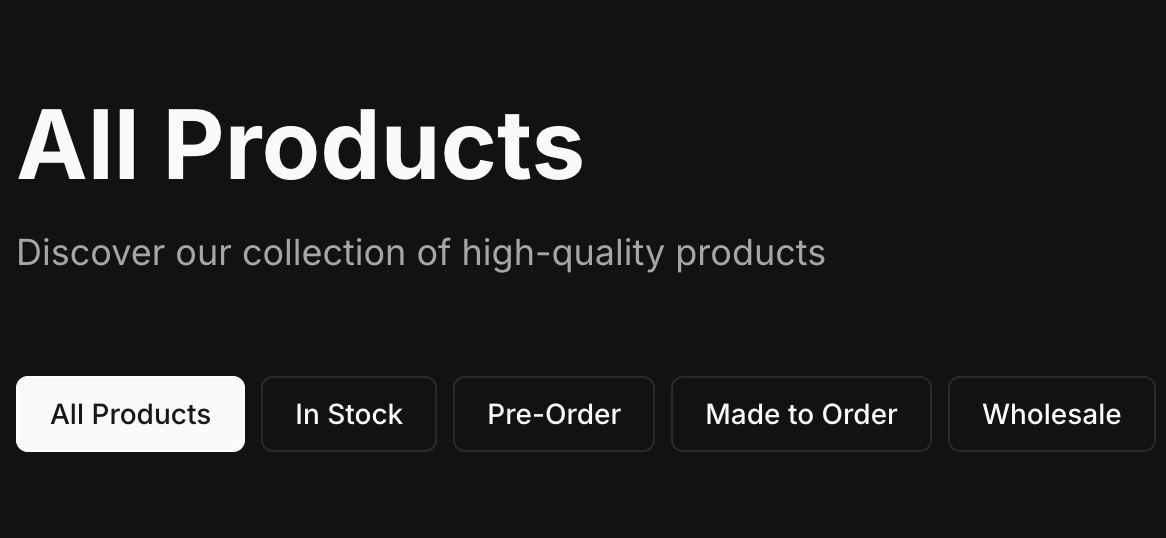 All Products
Discover our collection of high-quality products
All Products
In Stock
Pre-Order
Made to Order
Wholesale